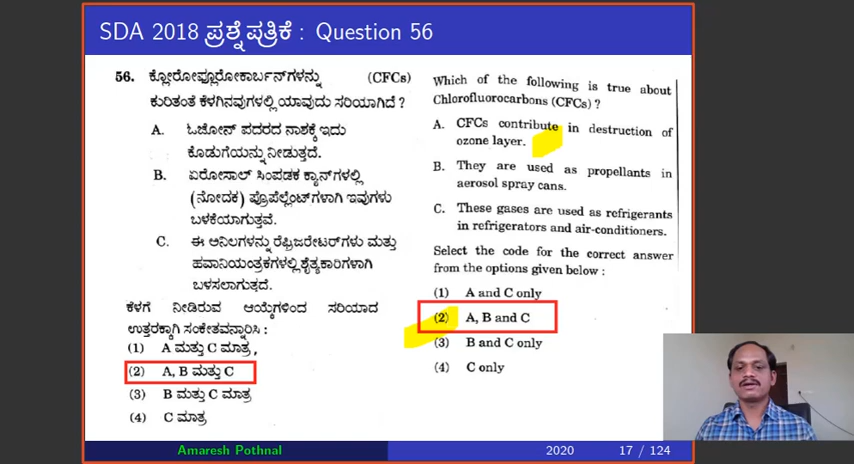 SDA 2018 ಪ್ರಶ್ನೆಪತ್ರಿಕೆ : Question 56
56. ಕ್ಲೋರೋಫ್ಲೂರೋಕಾರ್ಬನ್‌ಗಳನ್ನು (CFCs)
ಕುರಿತಂತೆ ಕೆಳಗಿನವುಗಳಲ್ಲಿ ಯಾವುದು ಸರಿಯಾಗಿದೆ ?
A. ಓಜೋನ್ ಪದರದ ನಾಶಕ್ಕೆ ಇದು
ಕೊಡುಗೆಯನ್ನು ನೀಡುತ್ತದೆ.
B. ಏರೋಸಾಲ್ ಸಿಂಪಡಕ ಕ್ಯಾನ್‌ಗಳಲ್ಲಿ
(ನೋದಕ) ಪ್ರೊಪೆಲ್ಲೆಂಟ್‌ಗಳಾಗಿ ಇವುಗಳು
ಬಳಕೆಯಾಗುತ್ತವೆ.
C. ಈ ಅನಿಲಗಳನ್ನು ರೆಫ್ರಿಜರೇಟರ್‌ಗಳು ಮತ್ತು
ಹವಾನಿಯಂತ್ರಕಗಳಲ್ಲಿ ಶೈತ್ಯಕಾರಿಗಳಾಗಿ
ಬಳಸಲಾಗುತ್ತದೆ.
ಕೆಳಗೆ ನೀಡಿರುವ ಆಯ್ಕೆಗಳಿಂದ ಸರಿಯಾದ
ಉತ್ತರಕ್ಕಾಗಿ ಸಂಕೇತವನ್ನಾರಿಸಿ :
(1) A ಮತ್ತು C ಮಾತ್ರ,
(2) A, B ಮತ್ತು C
(3) B ಮತ್ತು C ಮಾತ್ರ
(4) C ಮಾತ್ರ
Which of the following is true about
Chlorofluorocarbons (CFCs) ?
A. CFCs contribute in destruction of
ozone layer.
B. They are used as propellants in
aerosol spray cans.
C. These gases are used as refrigerants
in refrigerators and air-conditioners.
Select the code for the correct answer
from the options given below :
(1) A and C only
(2) A, B and C
(3) B and C only
(4) C only
Amaresh Pothnal 2020 17 / 124